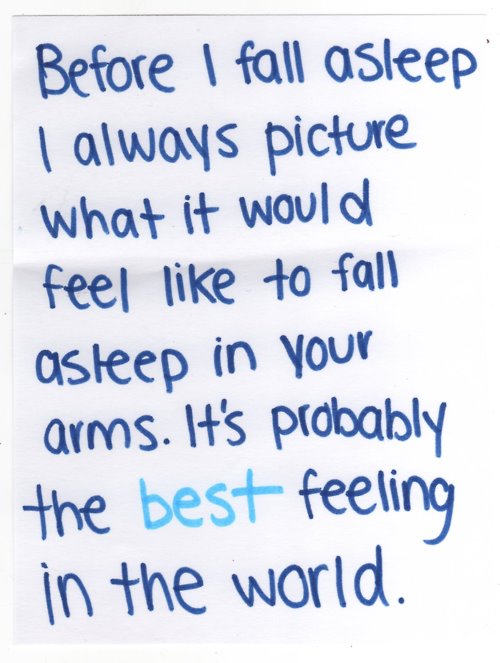 Before I fall asleep
I always picture
what it would
feel like to fall
asleep in your
arms. It's probably
the best feeling
in the world.